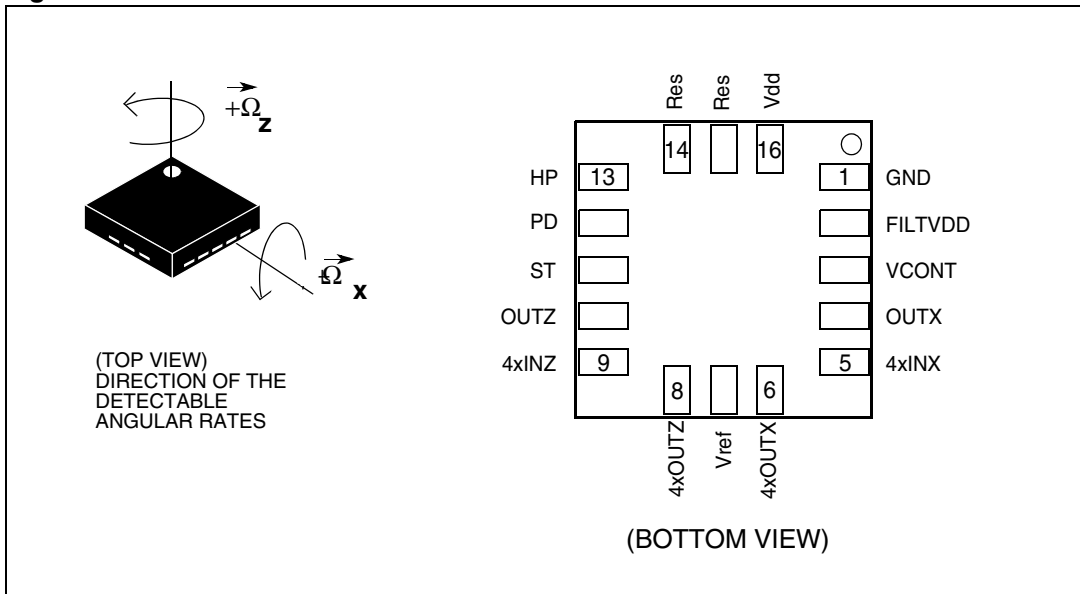 +Ω
Z
+Ω
X
(TOP VIEW)
DIRECTION OF THE
DETECTABLE
ANGULAR RATES
Res
Res
Vdd
14
16
HP
13
1
GND
PD
FILTVDD
ST
VCONT
OUTZ
OUTX
4xINZ
9
5
4xINX
8
6
4xOUTZ
Vref
4xOUTX
(BOTTOM VIEW)